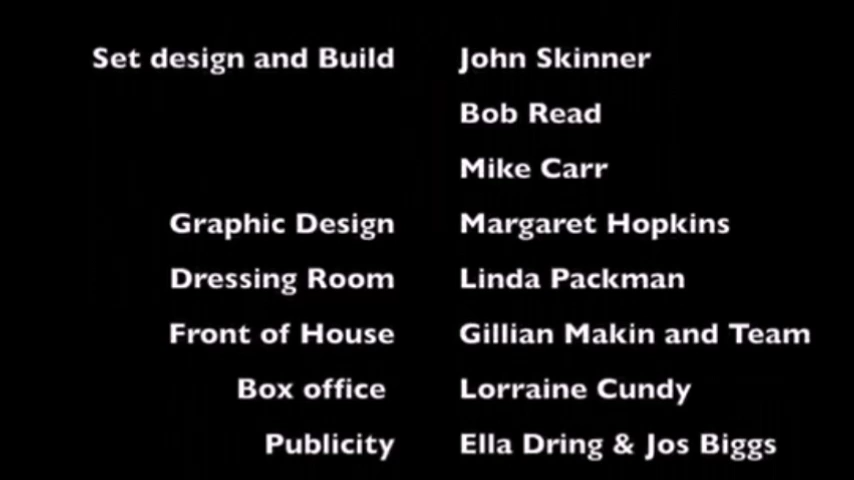 Set design and Build John Skinner
Bob Read
Mike Carr
Graphic Design Margaret Hopkins
Dressing Room Linda Packman
Front of House Gillian Makin and Team
Box office Lorraine Cundy
Publicity Ella Dring & Jos Biggs